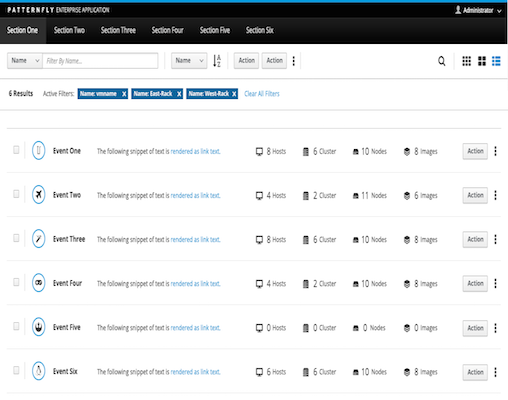 PATTERNFLY ENTERPRISE APPLICATION Administrator
Section One Section Two Section Three Section Four Section Five Section Six
Name Filter By Name... Name Action Action
6 Results Active Filters: Name: vmname X Name: East-Rack X Name: West-Rack X Clear All Filters
Event One The following snippet of text is rendered as link text. 8 Hosts 6 Cluster 10 Nodes 8 Images Action
Event Two The following snippet of text is rendered as link text. 4 Hosts 2 Cluster 11 Nodes 6 Images Action
Event Three The following snippet of text is rendered as link text. 8 Hosts 6 Cluster 10 Nodes 8 Images Action
Event Four The following snippet of text is rendered as link text. 4 Hosts 2 Cluster 10 Nodes 8 Images Action
Event Five The following snippet of text is rendered as link text. 0 Hosts 0 Cluster 0 Nodes 0 Images Action
Event Six The following snippet of text is rendered as link text. 6 Hosts 6 Cluster 10 Nodes 8 Images Action